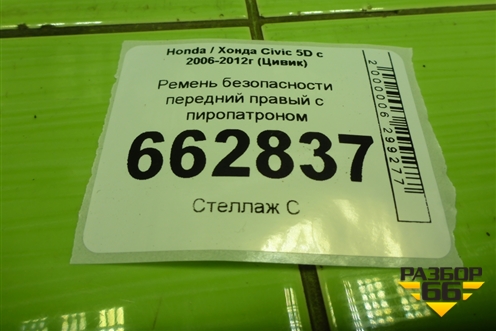 Honda / Хонда Civic 5D с
2006-2012г (Цивик)
Ремень безопасности
передний правый с
пиропатроном
662837
Стеллаж С
2000006299277
РАЗБОР
66